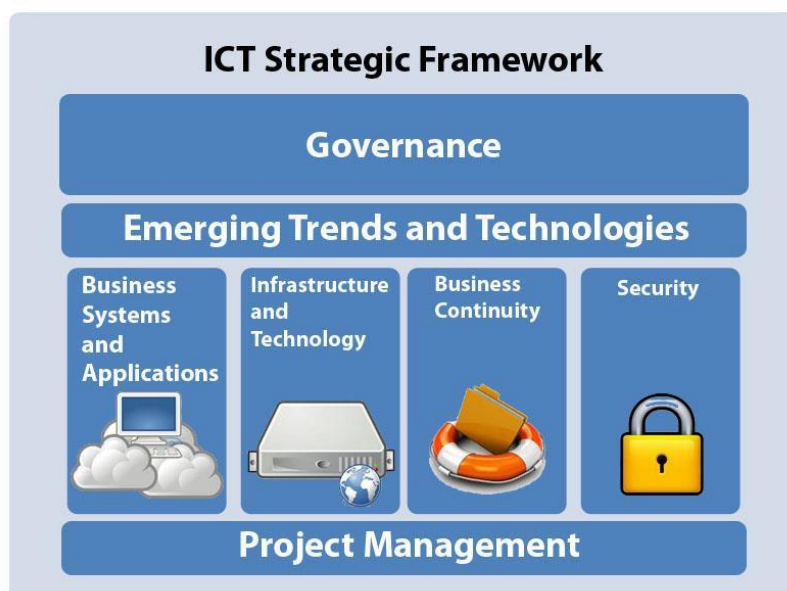 ICT Strategic Framework
Governance
Emerging Trends and Technologies
Business
Systems
and
Applications
Infrastructure
and
Technology
Business
Continuity
Security
Project Management